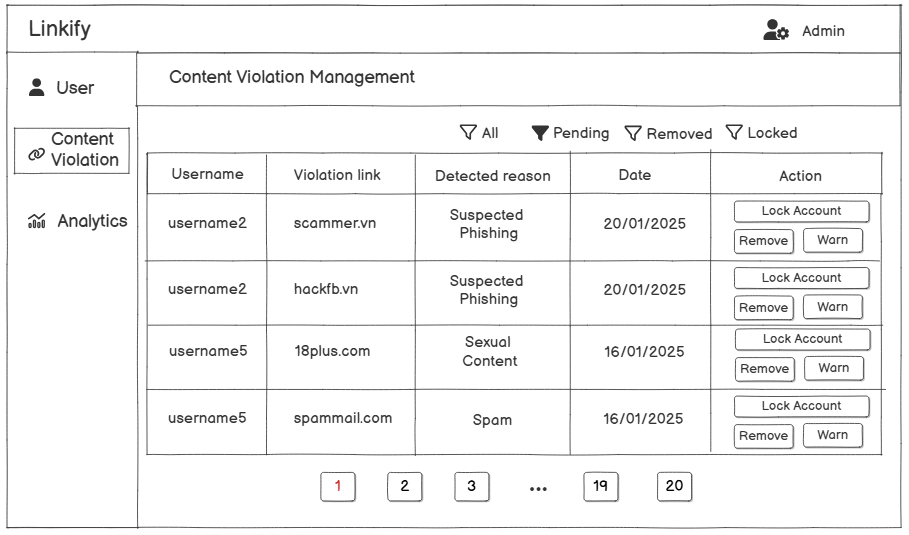 Linkify
Admin
User
Content
Violation
Analytics
Content Violation Management
All Pending Removed Locked
Username Violation link Detected reason Date Action
username2 scammer.vn Suspected Phishing 20/01/2025 Lock Account Remove Warn
username2 hackfb.vn Suspected Phishing 20/01/2025 Lock Account Remove Warn
username5 18plus.com Sexual Content 16/01/2025 Lock Account Remove Warn
username5 spammail.com Spam 16/01/2025 Lock Account Remove Warn
1 2 3 ... 19 20